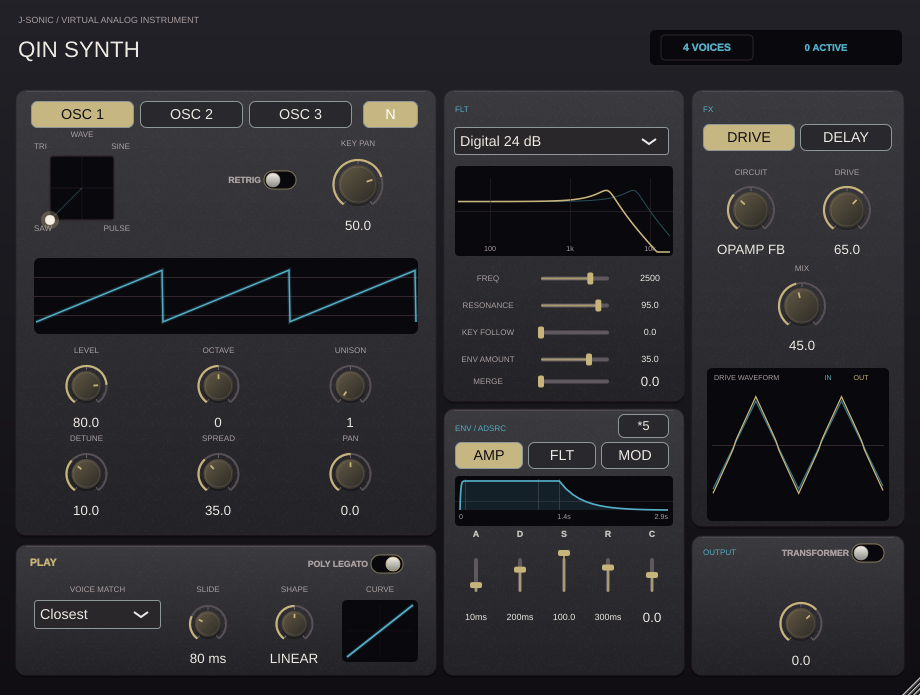 J-SONIC / VIRTUAL ANALOG INSTRUMENT
QIN SYNTH
4 VOICES 0 ACTIVE
OSC 1 OSC 2 OSC 3 N
WAVE
TRI SINE
KEY PAN
RETRIG
SAW PULSE
50.0
LEVEL OCTAVE UNISON
80.0 0 1
DETUNE SPREAD PAN
10.0 35.0 0.0
PLAY
POLY LEGATO
VOICE MATCH SLIDE SHAPE CURVE
Closest
80 ms LINEAR
FLT
Digital 24 dB
100 1k 10k
FREQ 2500
RESONANCE 95.0
KEY FOLLOW 0.0
ENV AMOUNT 35.0
MERGE 0.0
ENV / ADSRC *5
AMP FLT MOD
0 1.4s 2.9s
A D S R C
10ms 200ms 100.0 300ms 0.0
FX
DRIVE DELAY
CIRCUIT DRIVE
OPAMP FB 65.0
MIX
45.0
DRIVE WAVEFORM IN OUT
OUTPUT TRANSFORMER
0.0